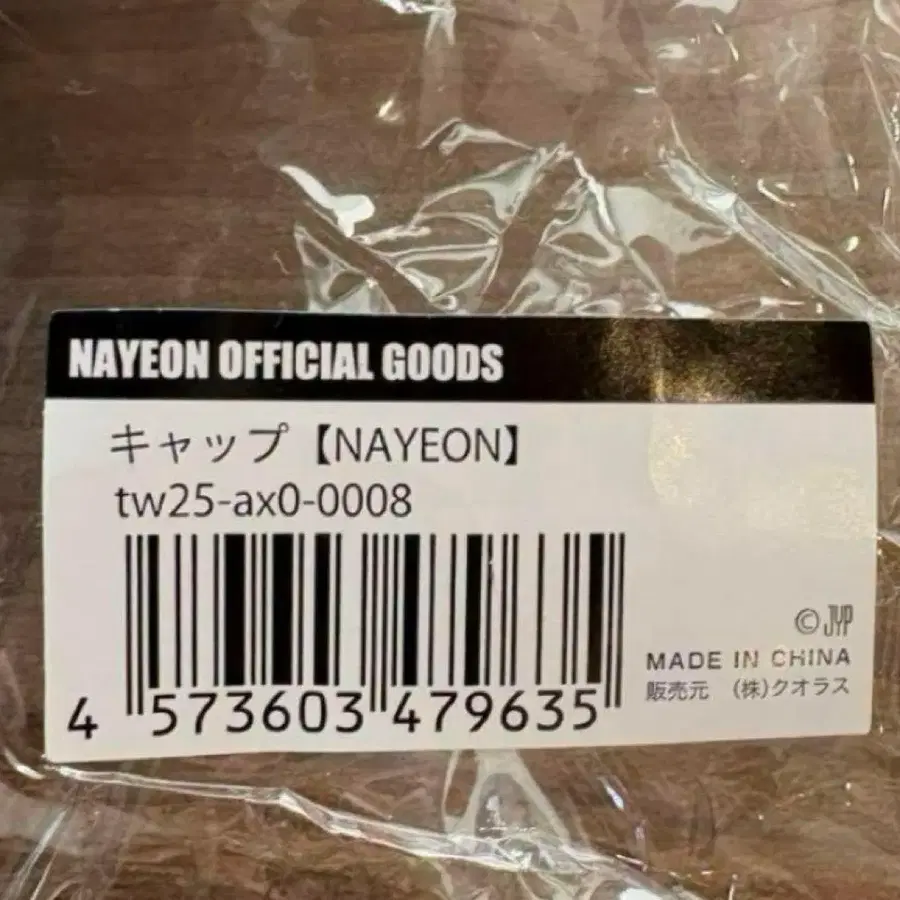 NAYEON OFFICIAL GOODS
キャップ【NAYEON】
tw25-ax0-0008
4 573603 479635
© JYP
MADE IN CHINA
販売元 (株)クオラス